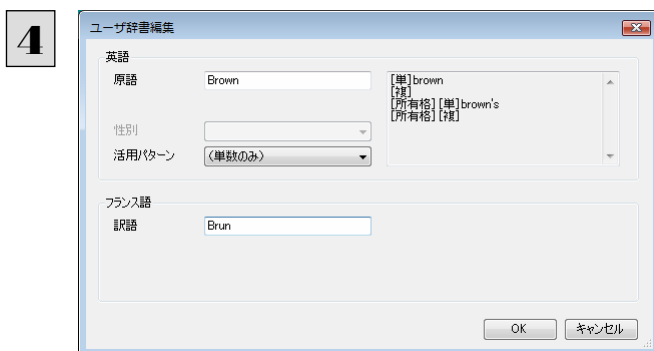 4
ユーザ辞書編集
英語
原語 Brown
[単]brown
[複]
[所有格][単]brown's
[所有格][複]
性別
活用パターン (単数のみ)
フランス語
訳語 Brun
OK キャンセル